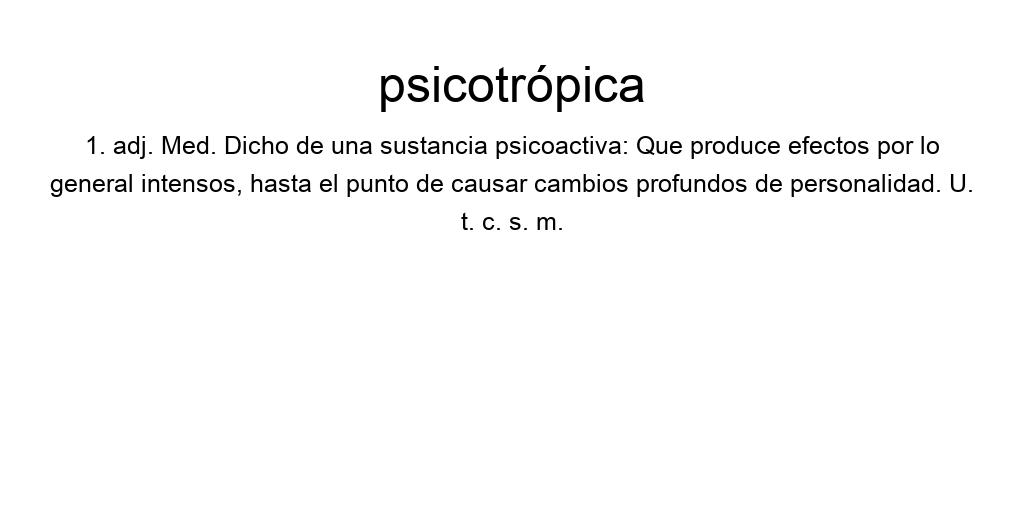 psicotrópica
1. adj. Med. Dicho de una sustancia psicoactiva: Que produce efectos por lo
general intensos, hasta el punto de causar cambios profundos de personalidad. U.
t. c. s. m.